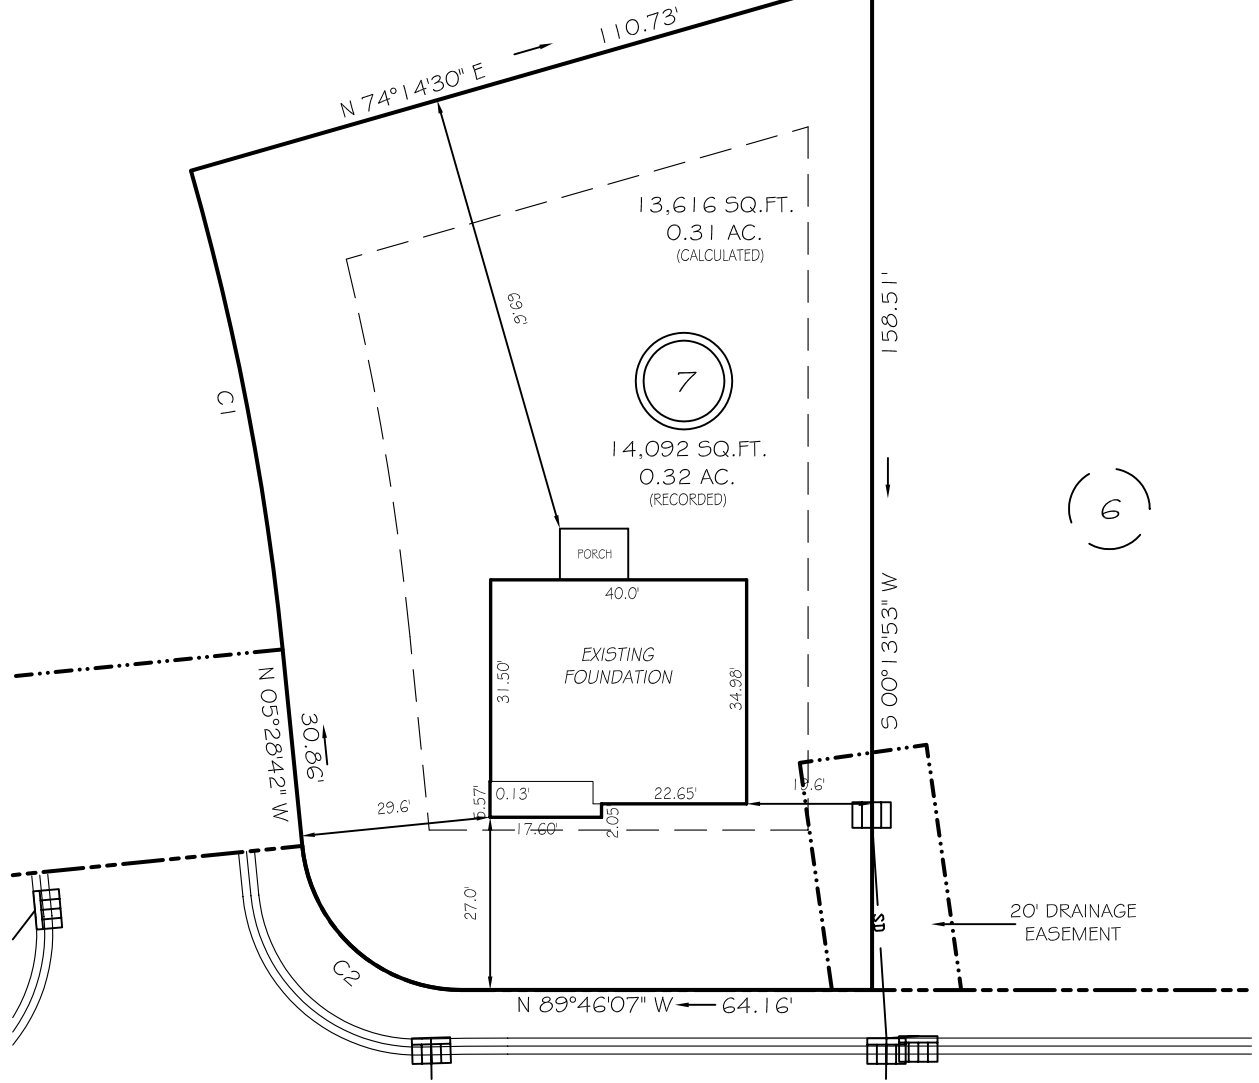 110.73'
N 74°14'30" E
13,616 SQ.FT.
0.31 AC.
(CALCULATED)
69.6'
158.51'
C1
7
14,092 SQ.FT.
0.32 AC.
(RECORDED)
6
PORCH
40.0'
EXISTING
FOUNDATION
31.50'
34.98'
S 00°13'53" W
N 05°28'42" W
30.86'
0.13'
22.65'
19.6'
29.6'
5.57'
17.60'
2.05'
27.0'
SD
20' DRAINAGE
EASEMENT
C2
N 89°46'07" W
64.16'